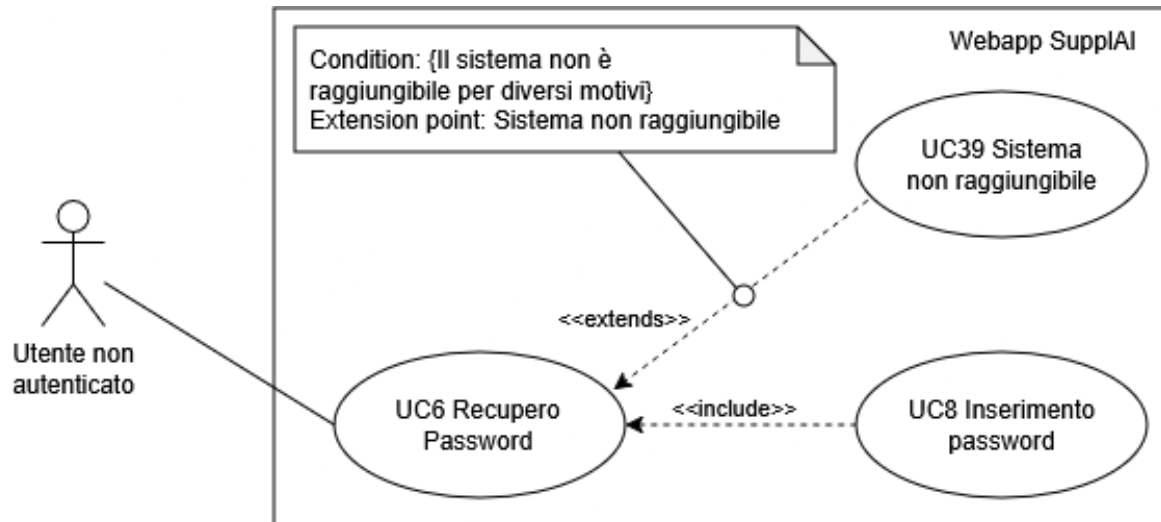 Condition: {Il sistema non è
raggiungibile per diversi motivi}
Extension point: Sistema non raggiungibile
Webapp SupplAI
UC39 Sistema
non raggiungibile
<<extends>>
Utente non
autenticato
UC6 Recupero
Password
<<include>>
UC8 Inserimento
password